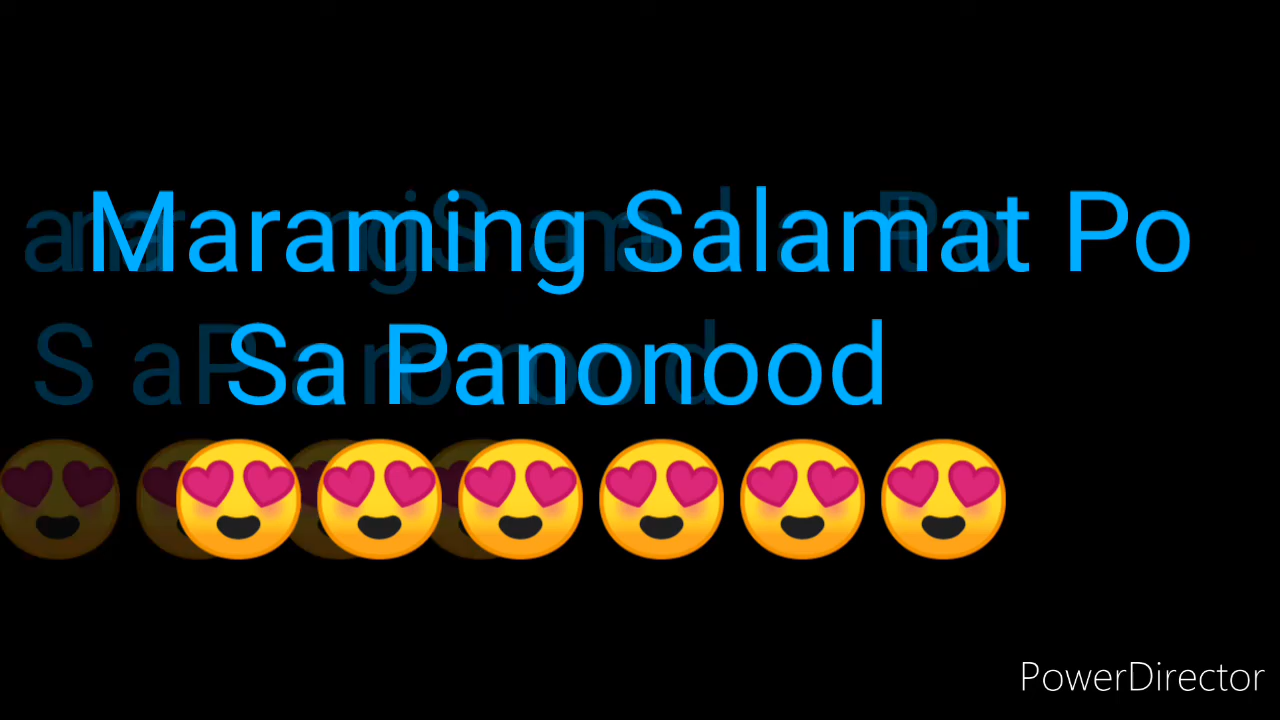 Maraming Salamat Po
Sa Panonood
😍😍😍😍😍😍
PowerDirector